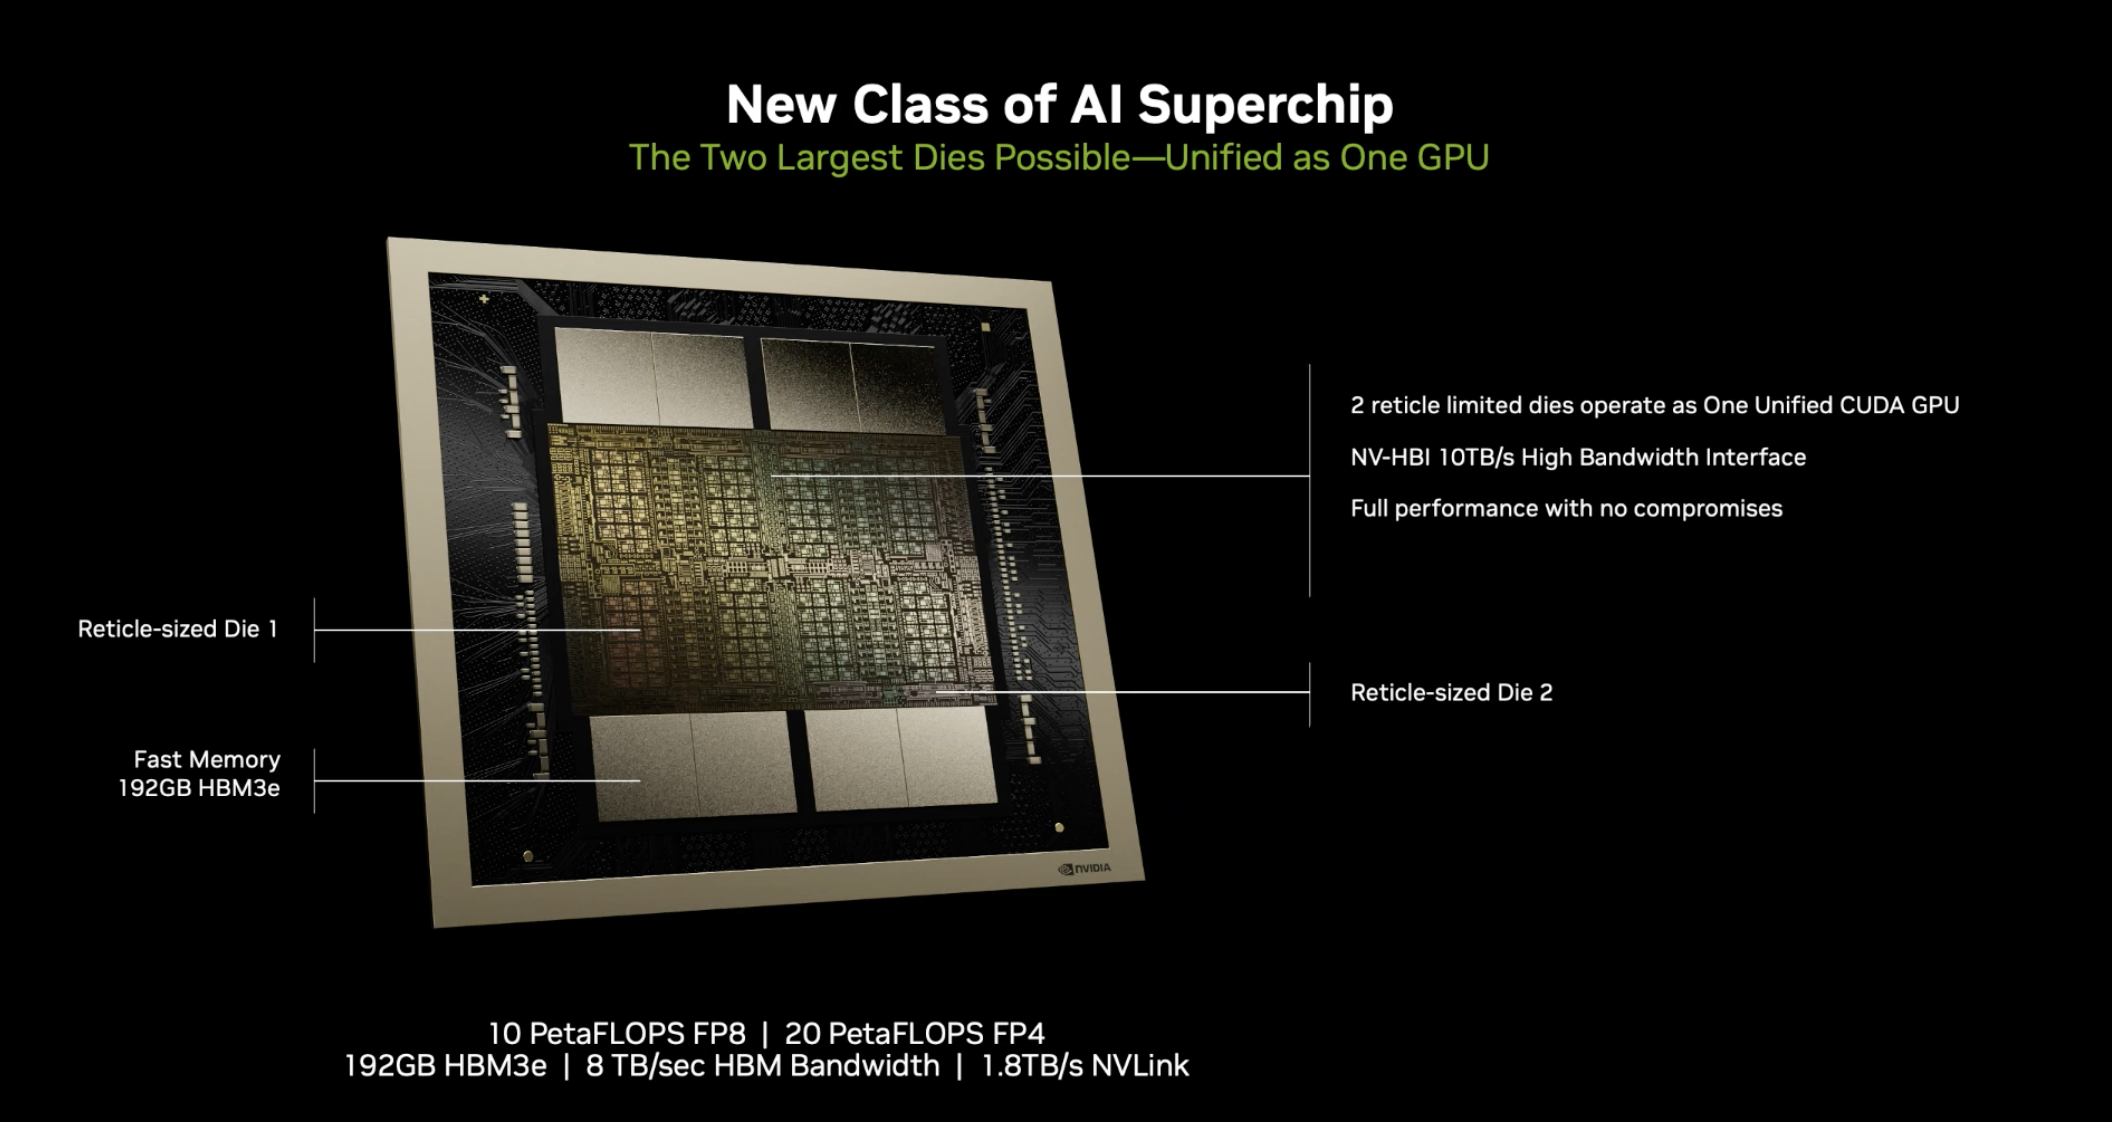 New Class of AI Superchip
The Two Largest Dies Possible—Unified as One GPU
2 reticle limited dies operate as One Unified CUDA GPU
NV-HBI 10TB/s High Bandwidth Interface
Full performance with no compromises
Reticle-sized Die 1
Reticle-sized Die 2
Fast Memory
192GB HBM3e
NVIDIA
10 PetaFLOPS FP8 | 20 PetaFLOPS FP4
192GB HBM3e | 8 TB/sec HBM Bandwidth | 1.8TB/s NVLink